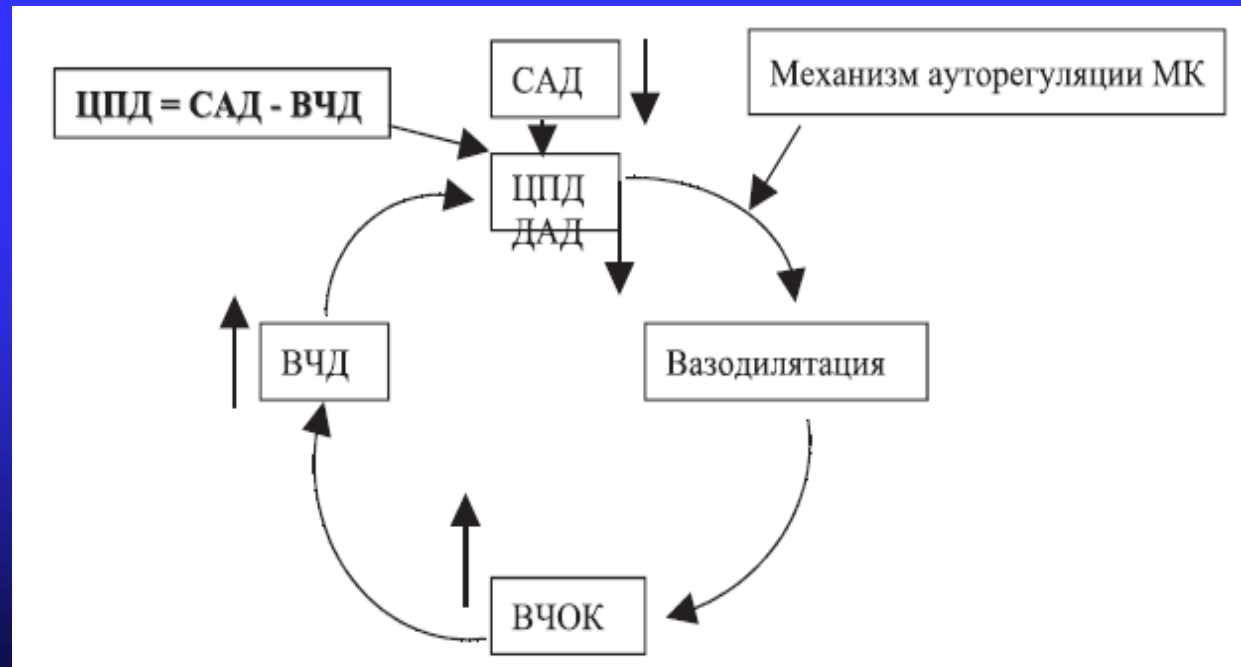 САД
Механизм ауторегуляции МК
ЦПД = САД - ВЧД
ЦПД
ДАД
ВЧД
Вазодилятация
ВЧОК